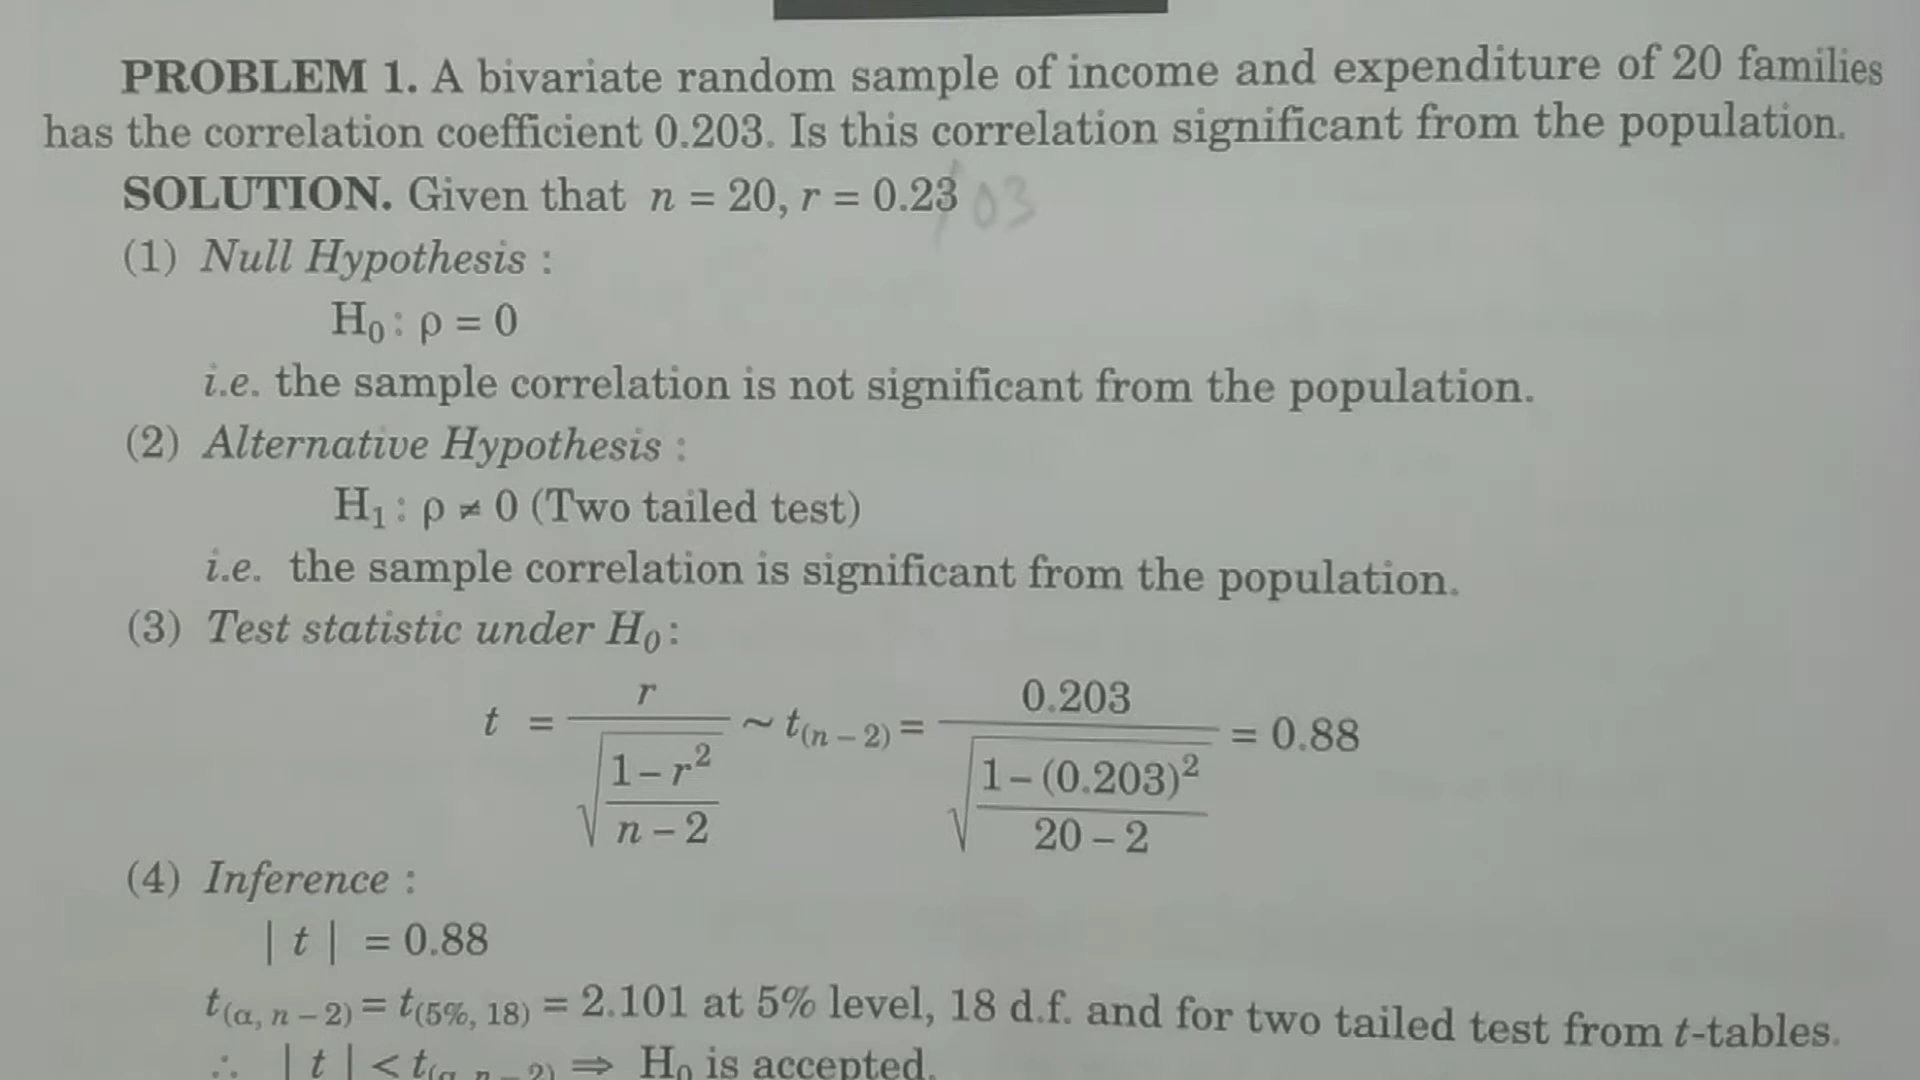 PROBLEM 1. A bivariate random sample of income and expenditure of 20 families
has the correlation coefficient 0.203. Is this correlation significant from the population.
SOLUTION. Given that n = 20, r = 0.23 /03
(1) Null Hypothesis :
H₀ : ρ = 0
i.e. the sample correlation is not significant from the population.
(2) Alternative Hypothesis :
H₁ : ρ ≠ 0 (Two tailed test)
i.e. the sample correlation is significant from the population.
(3) Test statistic under H₀ :
t = r / √((1 – r²)/(n – 2)) ~ t₍ₙ ₋ ₂₎ = 0.203 / √((1 – (0.203)²)/(20 – 2)) = 0.88
(4) Inference :
| t | = 0.88
t(α, n – 2) = t(5%, 18) = 2.101 at 5% level, 18 d.f. and for two tailed test from t-tables.
∴ | t | < t(α, n – 2) ⇒ H₀ is accepted.